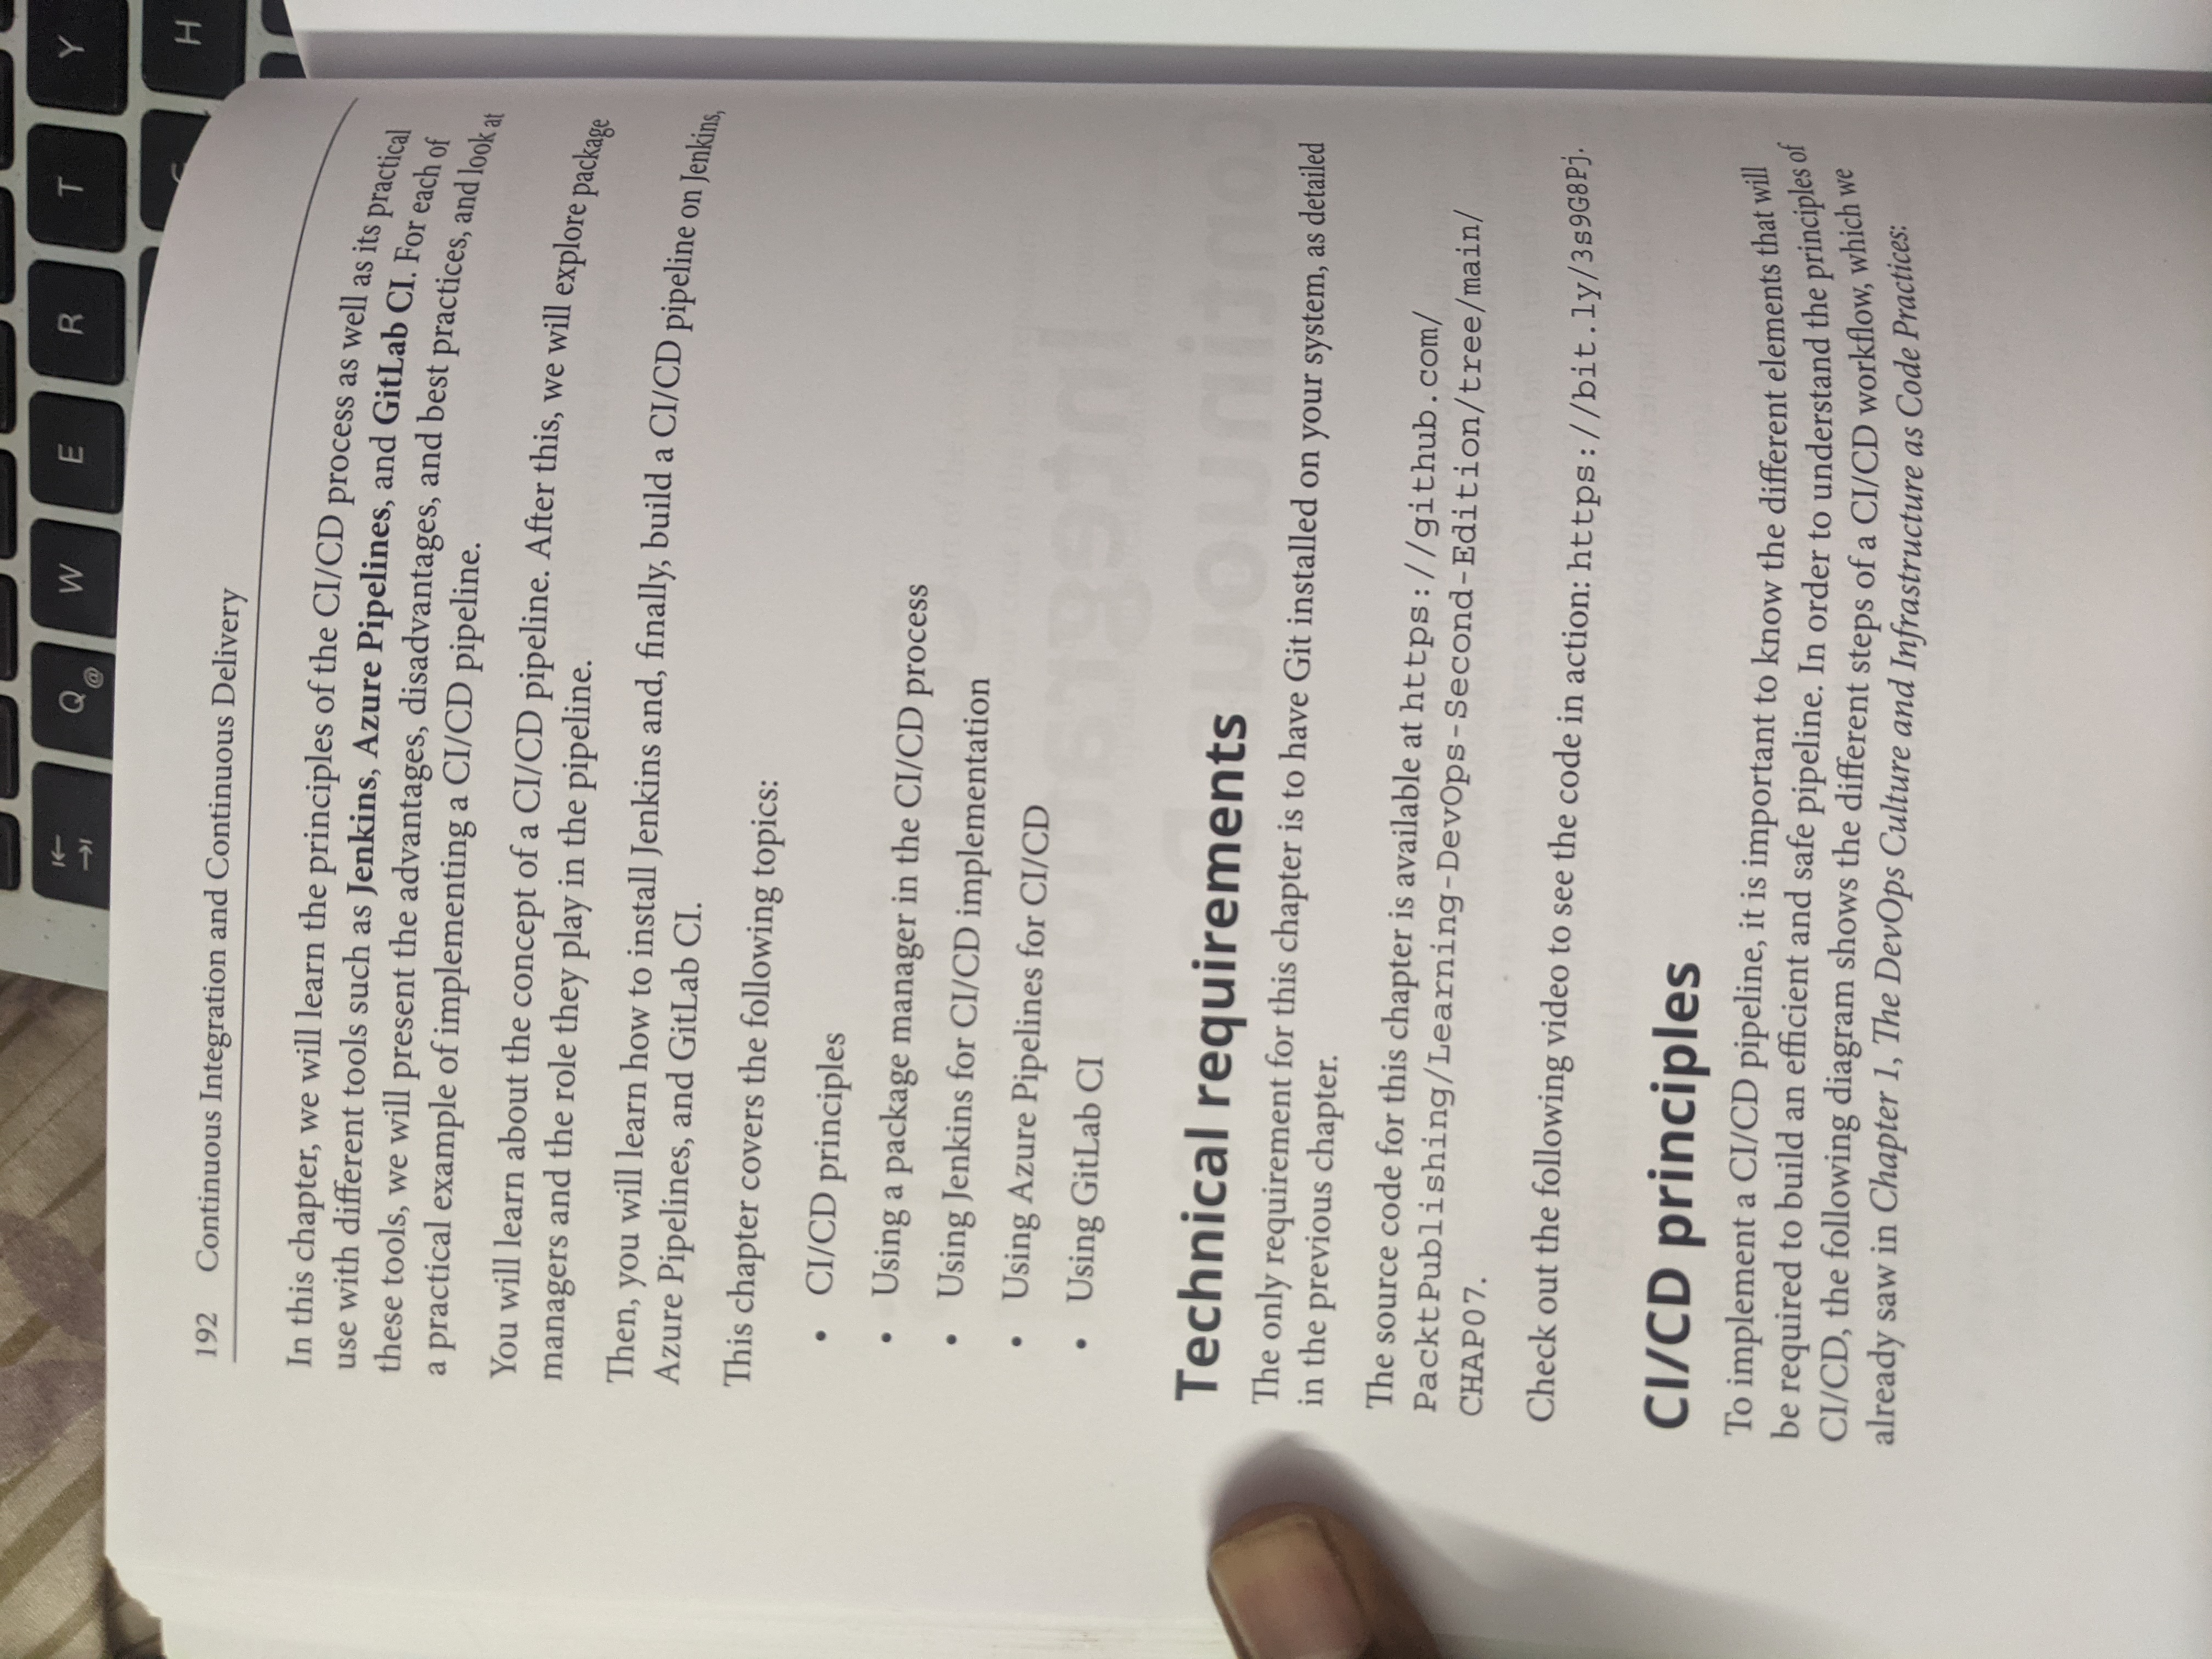 192 Continuous Integration and Continuous Delivery
In this chapter, we will learn the principles of the CI/CD process as well as its practical
use with different tools such as Jenkins, Azure Pipelines, and GitLab CI. For each of
these tools, we will present the advantages, disadvantages, and best practices, and look at
a practical example of implementing a CI/CD pipeline.
You will learn about the concept of a CI/CD pipeline. After this, we will explore package
managers and the role they play in the pipeline.
Then, you will learn how to install Jenkins and, finally, build a CI/CD pipeline on Jenkins,
Azure Pipelines, and GitLab CI.
This chapter covers the following topics:
• CI/CD principles
• Using a package manager in the CI/CD process
• Using Jenkins for CI/CD implementation
• Using Azure Pipelines for CI/CD
• Using GitLab CI
Technical requirements
The only requirement for this chapter is to have Git installed on your system, as detailed
in the previous chapter.
The source code for this chapter is available at https://github.com/
PacktPublishing/Learning-DevOps-Second-Edition/tree/main/
CHAP07.
Check out the following video to see the code in action: https://bit.ly/3s9G8Pj.
CI/CD principles
To implement a CI/CD pipeline, it is important to know the different elements that will
be required to build an efficient and safe pipeline. In order to understand the principles of
CI/CD, the following diagram shows the different steps of a CI/CD workflow, which we
already saw in Chapter 1, The DevOps Culture and Infrastructure as Code Practices:
Q @ W E R T Y
H